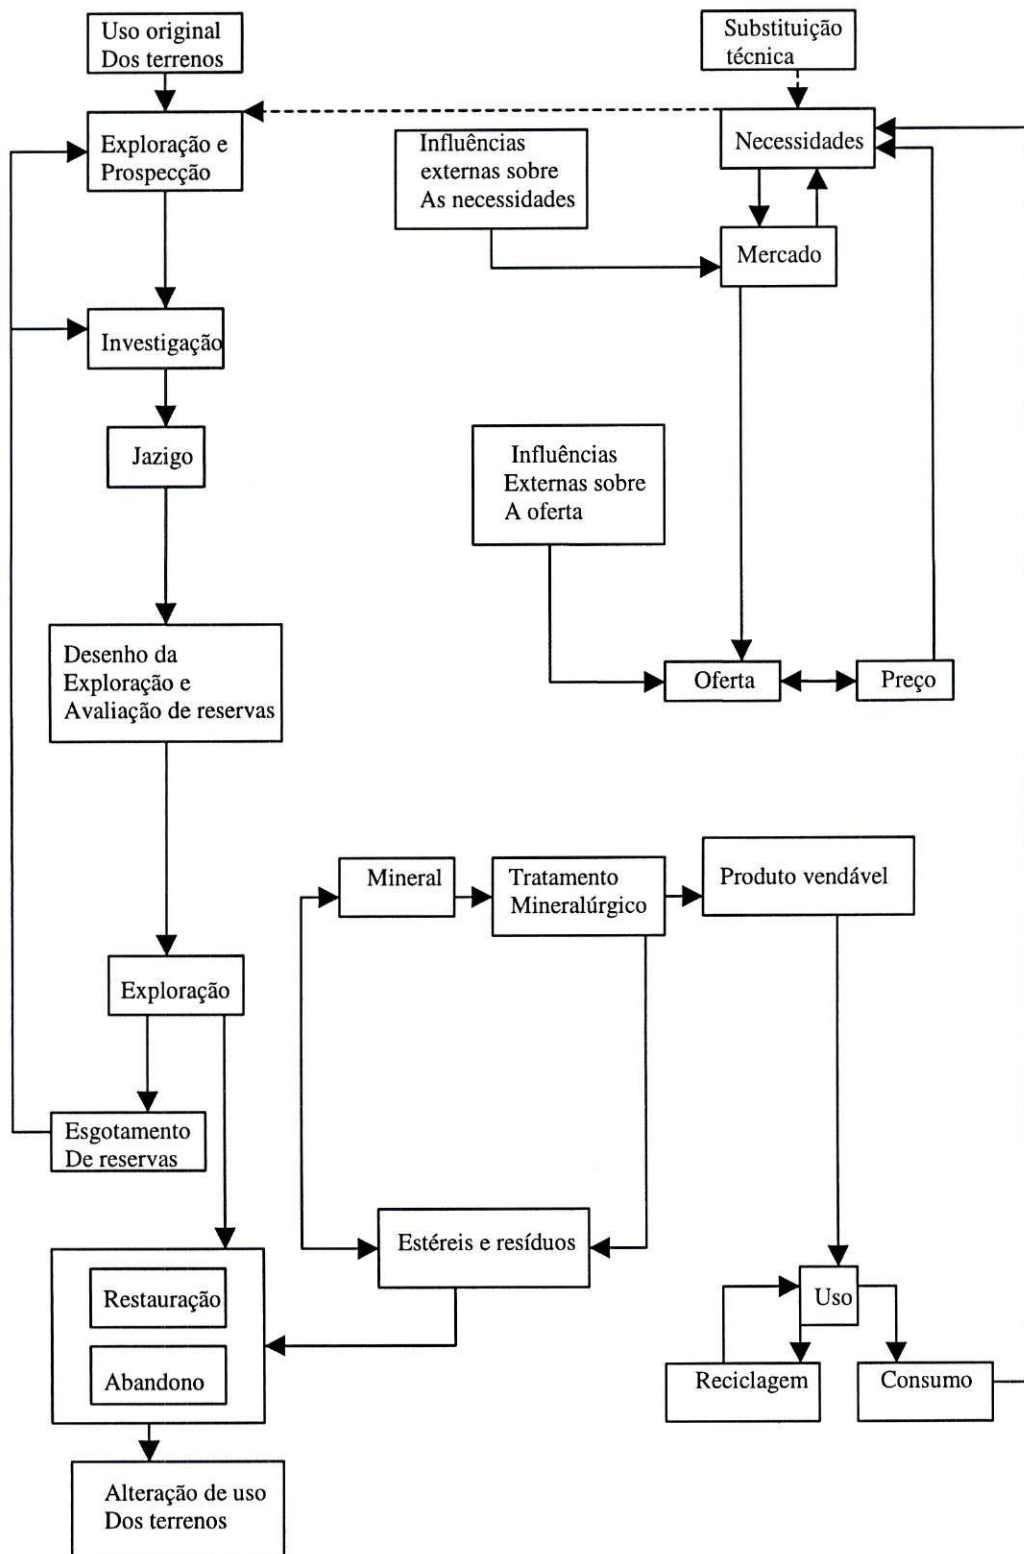 Uso original
Dos terrenos
Substituição
técnica
Exploração e
Prospecção
Influências
externas sobre
As necessidades
Necessidades
Mercado
Investigação
Jazigo
Influências
Externas sobre
A oferta
Desenho da
Exploração e
Avaliação de reservas
Oferta
Preço
Mineral
Tratamento
Mineralúrgico
Produto vendável
Exploração
Esgotamento
De reservas
Estéreis e resíduos
Restauração
Abandono
Uso
Reciclagem
Consumo
Alteração de uso
Dos terrenos